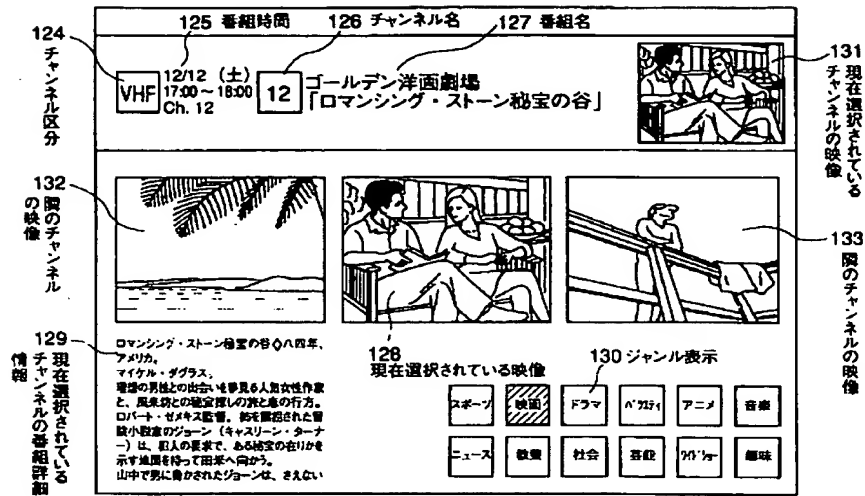 125 番組時間
126 チャンネル名
127 番組名
124 チャンネル区分
VHF
12/12 (土)
17:00～18:00
Ch. 12
12
ゴールデン洋画劇場
「ロマンシング・ストーン秘宝の谷」
131 現在選択されている
チャンネルの映像
132 隣のチャンネル
の映像
133 隣のチャンネルの映像
128
現在選択されている映像
129 現在選択されている
チャンネルの番組詳細
情報
ロマンシング・ストーン秘宝の谷◇八四年、
アメリカ。
マイケル・ダグラス。
理想の男性との出会いを夢見る人気女性作家
と、風来坊との秘宝探しの旅と恋の行方。
ロバート・ゼメキス監督。姉を誘拐された冒
険小説家のジョーン（キャスリーン・ターナ
ー）は、犯人の要求で、ある秘宝の在りかを
示す地図を持って南米へ向かう。
山中で男に助かされたジョーンは、さえない
130 ジャンル表示
スポーツ
映画
ドラマ
バラエティ
アニメ
音楽
ニュース
教養
社会
芸能
ワイドショー
趣味